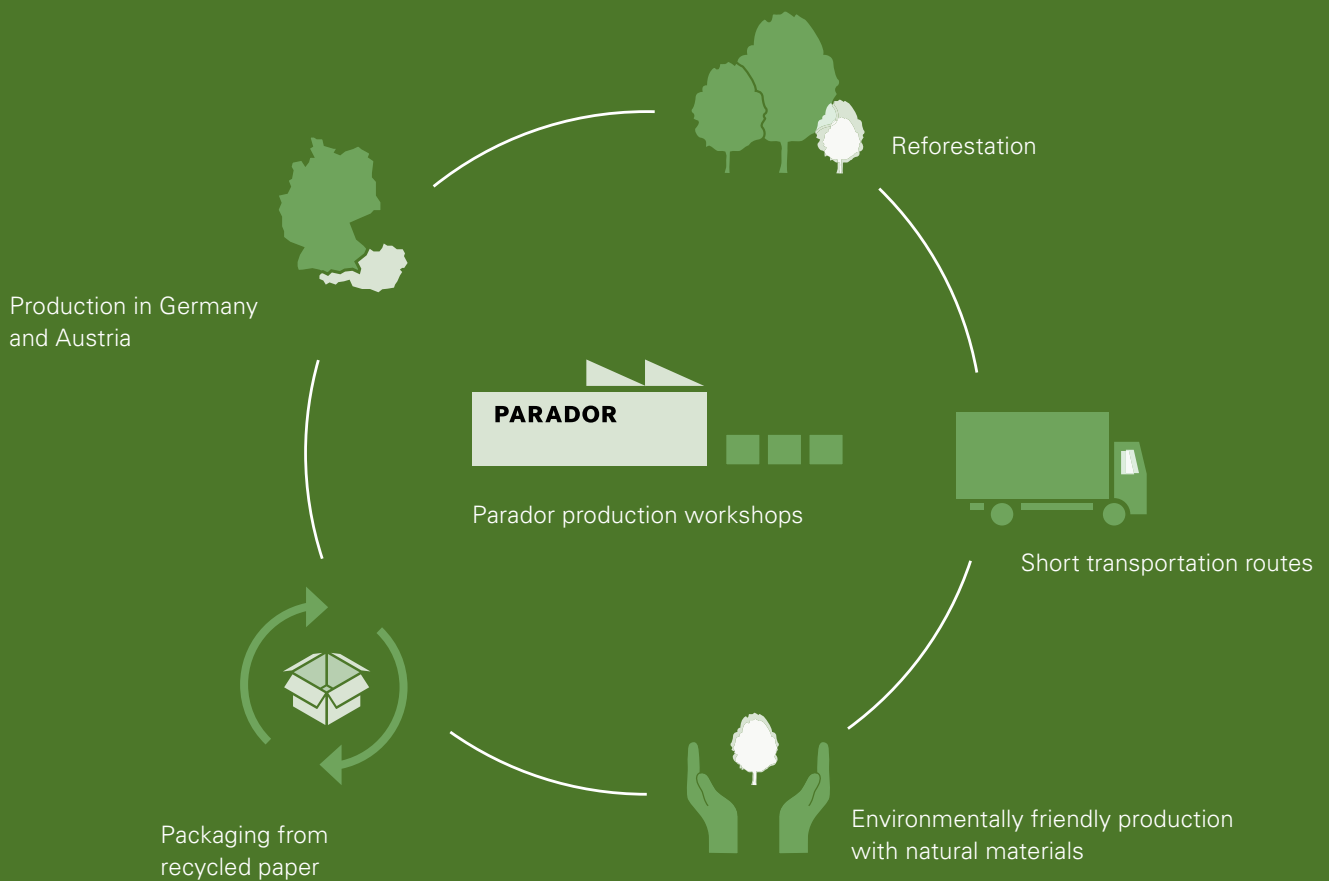 Reforestation
Production in Germany
and Austria
PARADOR
Parador production workshops
Short transportation routes
Environmentally friendly production
with natural materials
Packaging from
recycled paper